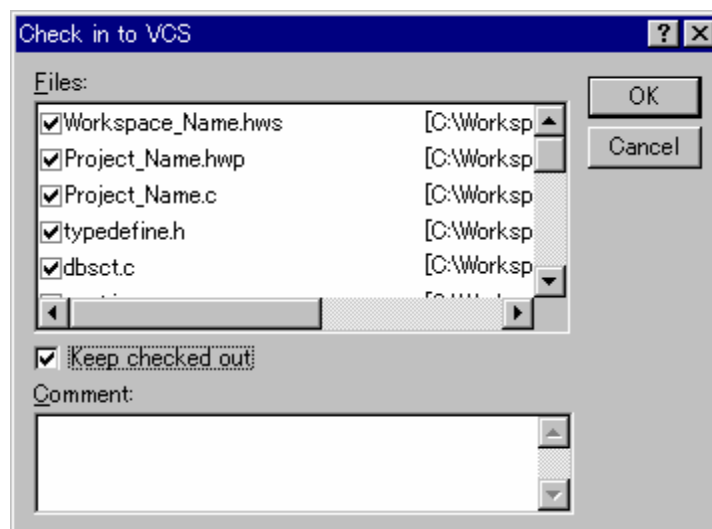 Check in to VCS
Files:
OK
Workspace_Name.hws [C:\Worksp
Project_Name.hwp [C:\Worksp
Cancel
Project_Name.c [C:\Worksp
typedefine.h [C:\Worksp
dbsct.c [C:\Worksp
Keep checked out
Comment: